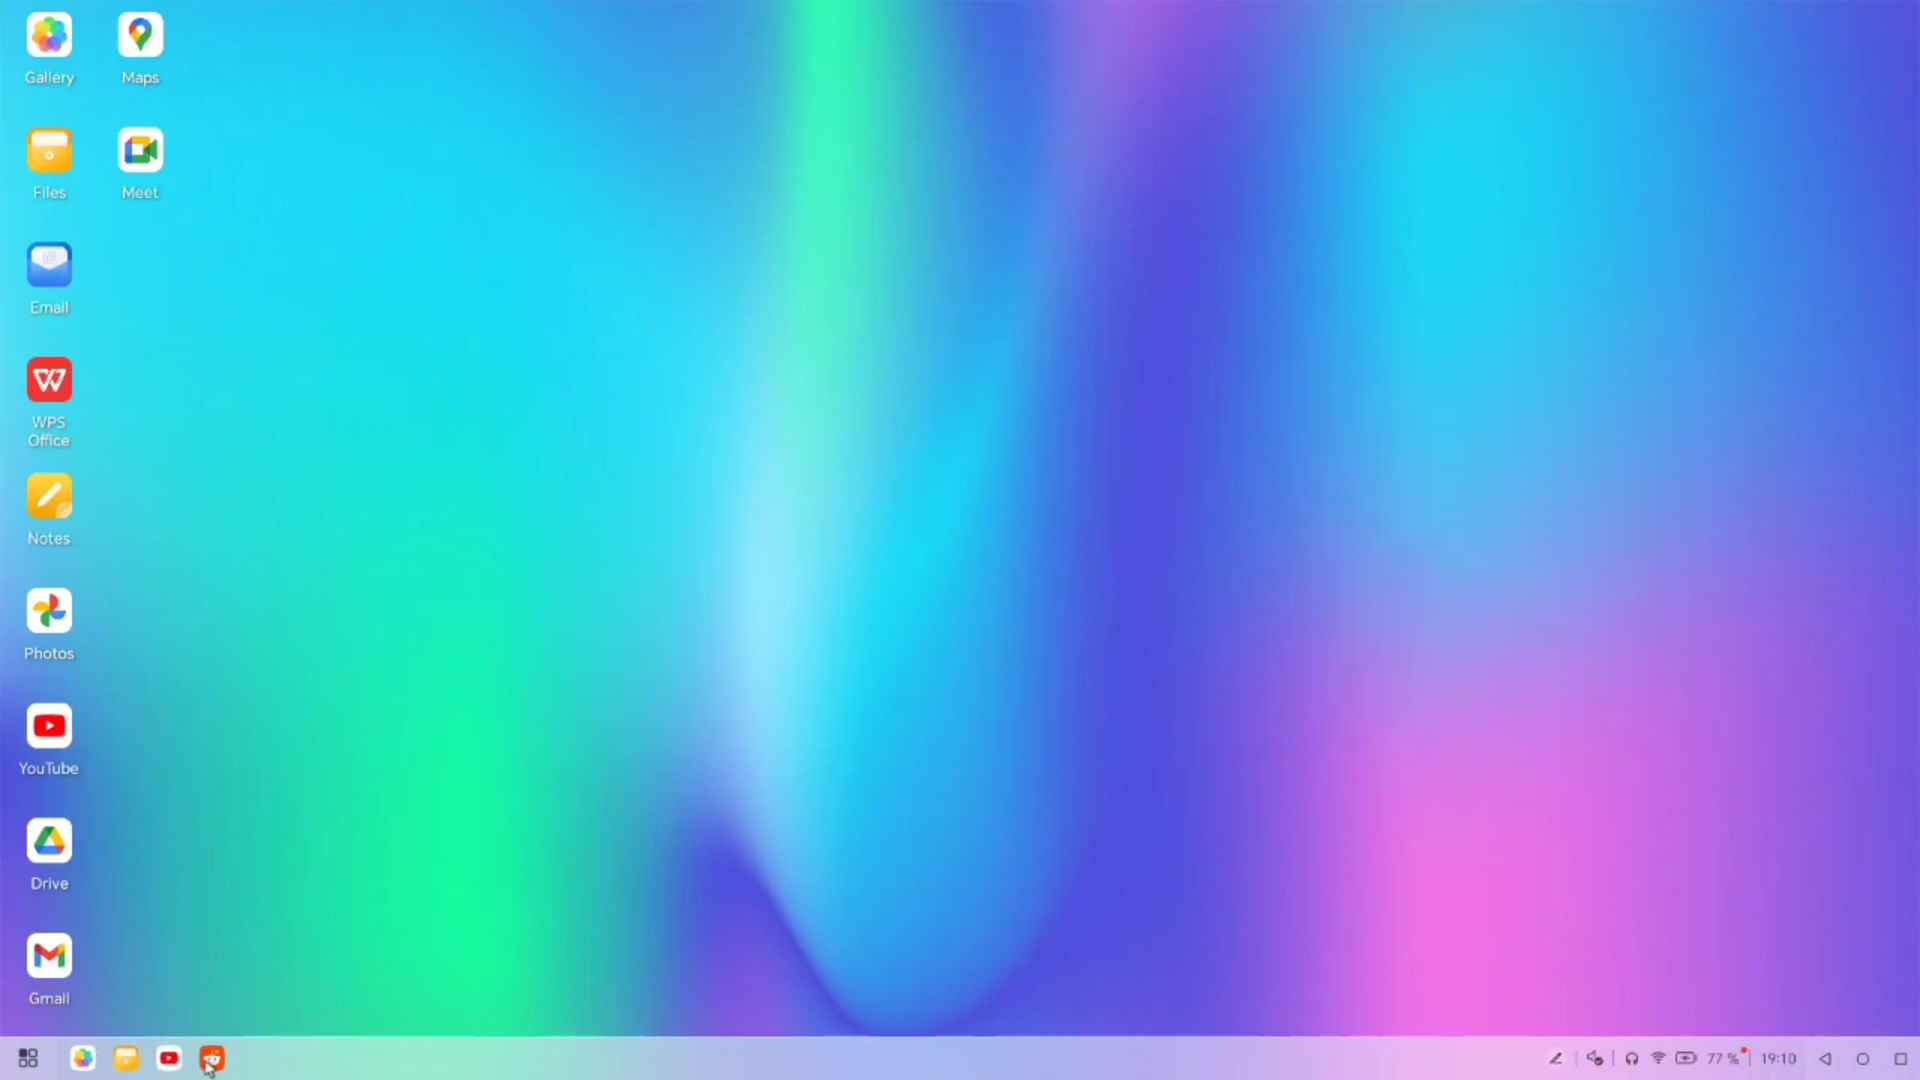 Gallery
Maps
Files
Meet
Email
WPS
Office
Notes
Photos
YouTube
Drive
Gmail
77 %
19:10